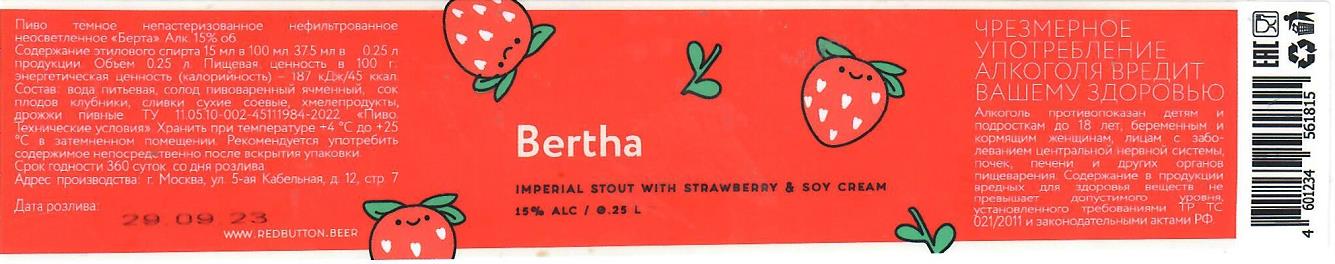 Пиво темное непастеризованное нефильтрованное
неосветленное «Берта». Алк. 15% об.
Содержание этилового спирта 15 мл в 100 мл. 37.5 мл в 0.25 л
продукции. Объем 0.25 л. Пищевая ценность в 100 г:
энергетическая ценность (калорийность) – 187 кДж/45 ккал.
Состав: вода питьевая, солод пивоваренный ячменный, сок
плодов клубники, сливки сухие соевые, хмелепродукты,
дрожжи пивные ТУ 11.05.10-002-45111984-2022 «Пиво.
Технические условия». Хранить при температуре +4 °С до +25
°С в затемненном помещении. Рекомендуется употребить
содержимое непосредственно после вскрытия упаковки.
Срок годности 360 суток со дня розлива.
Адрес производства: г. Москва, ул. 5-ая Кабельная, д. 12, стр. 7
Дата розлива:
29.09.23
WWW.REDBUTTON.BEER
Bertha
IMPERIAL STOUT WITH STRAWBERRY & SOY CREAM
15% ALC / 0.25 L
ЧРЕЗМЕРНОЕ
УПОТРЕБЛЕНИЕ
АЛКОГОЛЯ ВРЕДИТ
ВАШЕМУ ЗДОРОВЬЮ
Алкоголь противопоказан детям и
подросткам до 18 лет, беременным и
кормящим женщинам, лицам с забо-
леванием центральной нервной системы,
почек, печени и других органов
пищеварения. Содержание в продукции
вредных для здоровья веществ не
превышает допустимого уровня,
установленного требованиями ТР ТС
021/2011 и законодательными актами РФ.
EAC
4 601234 561815